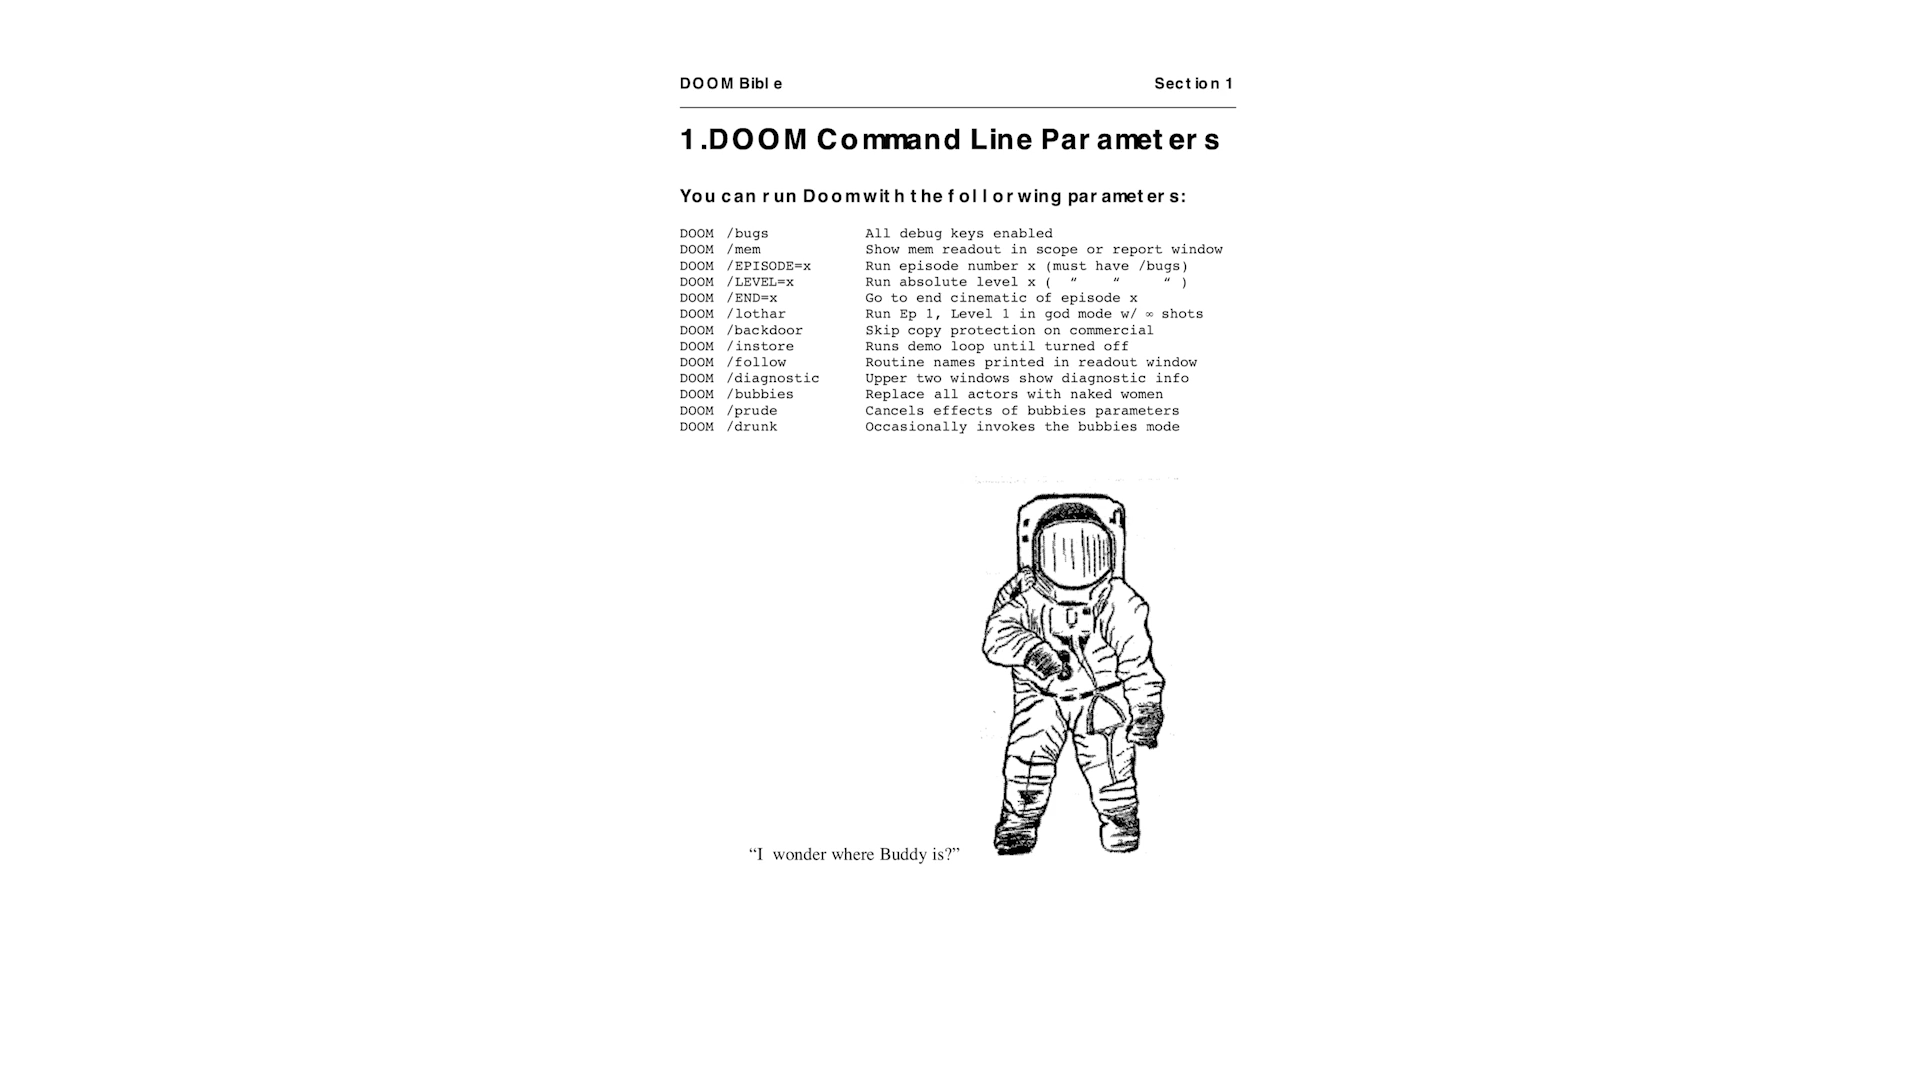 DOOM Bible Section 1
1.DOOM Command Line Parameters
You can run Doom with the follorwing parameters:
DOOM /bugs All debug keys enabled
DOOM /mem Show mem readout in scope or report window
DOOM /EPISODE=x Run episode number x (must have /bugs)
DOOM /LEVEL=x Run absolute level x ( “ “ “ )
DOOM /END=x Go to end cinematic of episode x
DOOM /lothar Run Ep 1, Level 1 in god mode w/ ∞ shots
DOOM /backdoor Skip copy protection on commercial
DOOM /instore Runs demo loop until turned off
DOOM /follow Routine names printed in readout window
DOOM /diagnostic Upper two windows show diagnostic info
DOOM /bubbies Replace all actors with naked women
DOOM /prude Cancels effects of bubbies parameters
DOOM /drunk Occasionally invokes the bubbies mode
“I wonder where Buddy is?”